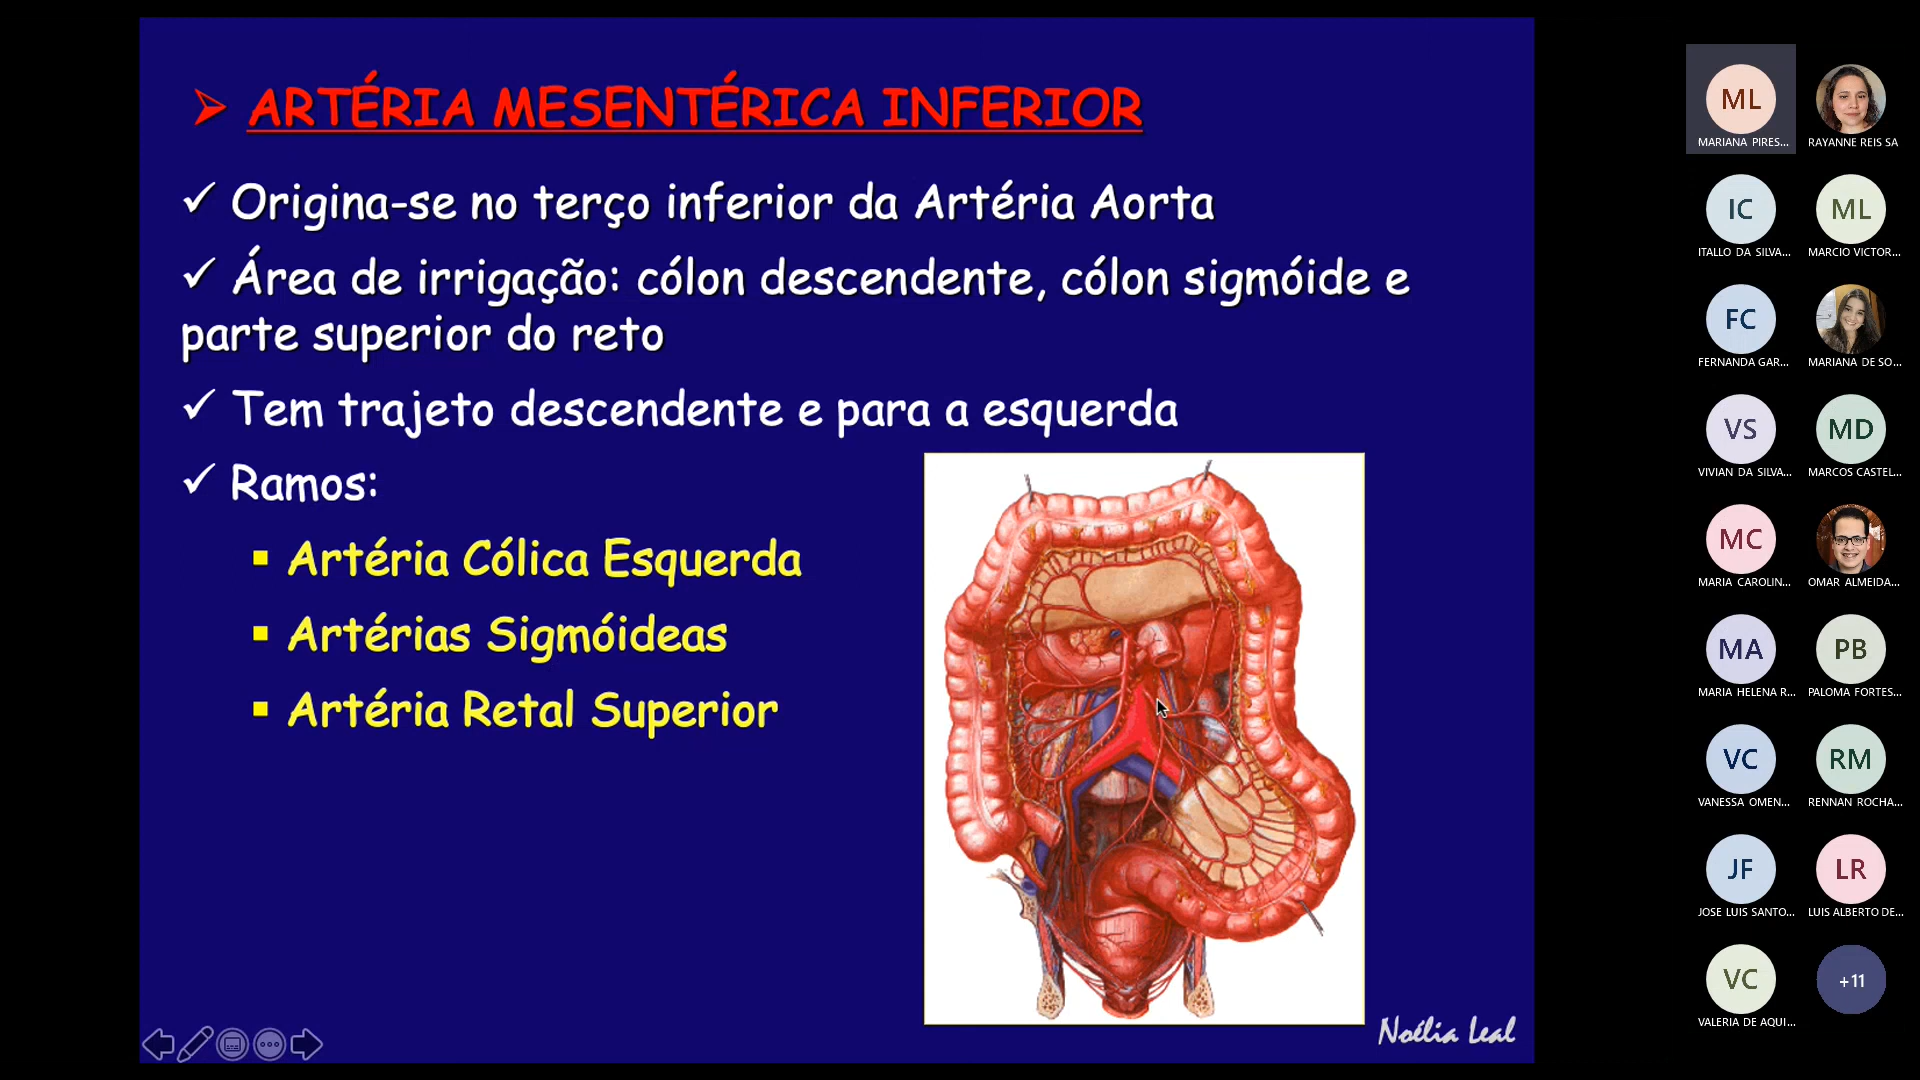 ARTÉRIA MESENTÉRICA INFERIOR
Origina-se no terço inferior da Artéria Aorta
Área de irrigação: cólon descendente, cólon sigmóide e
parte superior do reto
Tem trajeto descendente e para a esquerda
Ramos:
Artéria Cólica Esquerda
Artérias Sigmóideas
Artéria Retal Superior
Noélia Leal
ML
MARIANA PIRES...
RAYANNE REIS SA
IC
ITALLO DA SILVA...
ML
MARCIO VICTOR...
FC
FERNANDA GAR...
MARIANA DE SO...
VS
VIVIAN DA SILVA...
MD
MARCOS CASTEL...
MC
MARIA CAROLIN...
OMAR ALMEIDA...
MA
MARIA HELENA R...
PB
PALOMA FORTES...
VC
VANESSA OMEN...
RM
RENNAN ROCHA...
JF
JOSE LUIS SANTO...
LR
LUIS ALBERTO DE...
VC
VALERIA DE AQUI...
+11